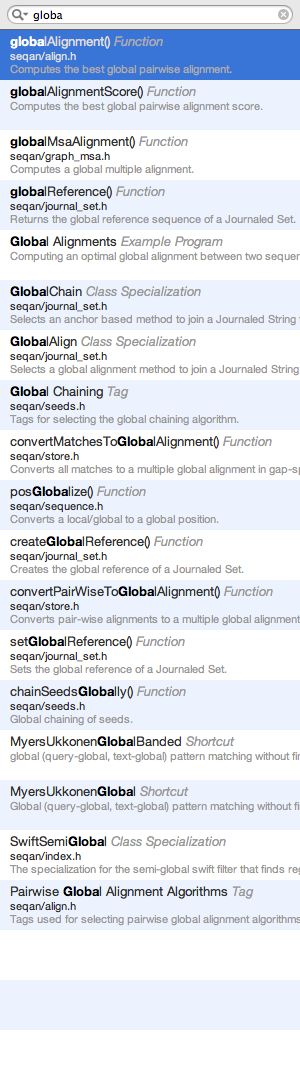 globa
globalAlignment() Function
seqan/align.h
Computes the best global pairwise alignment.
globalAlignmentScore() Function
Computes the best global pairwise alignment score.
globalMsaAlignment() Function
seqan/graph_msa.h
Computes a global multiple alignment.
globalReference() Function
seqan/journal_set.h
Returns the global reference sequence of a Journaled Set.
Global Alignments Example Program
Computing an optimal global alignment between two sequen
GlobalChain Class Specialization
seqan/journal_set.h
Selects an anchor based method to join a Journaled String
GlobalAlign Class Specialization
seqan/journal_set.h
Selects a global alignment method to join a Journaled String
Global Chaining Tag
seqan/seeds.h
Tags for selecting the global chaining algorithm.
convertMatchesToGlobalAlignment() Function
seqan/store.h
Converts all matches to a multiple global alignment in gap-sp
posGlobalize() Function
seqan/sequence.h
Converts a local/global to a global position.
createGlobalReference() Function
seqan/journal_set.h
Creates the global reference of a Journaled Set.
convertPairWiseToGlobalAlignment() Function
seqan/store.h
Converts pair-wise alignments to a multiple global alignment
setGlobalReference() Function
seqan/journal_set.h
Sets the global reference of a Journaled Set.
chainSeedsGlobally() Function
seqan/seeds.h
Global chaining of seeds.
MyersUkkonenGlobalBanded Shortcut
global (query-global, text-global) pattern matching without fi
MyersUkkonenGlobal Shortcut
Global (query-global, text-global) pattern matching without fi
SwiftSemiGlobal Class Specialization
seqan/index.h
The specialization for the semi-global swift filter that finds re
Pairwise Global Alignment Algorithms Tag
seqan/align.h
Tags used for selecting pairwise global alignment algorithms